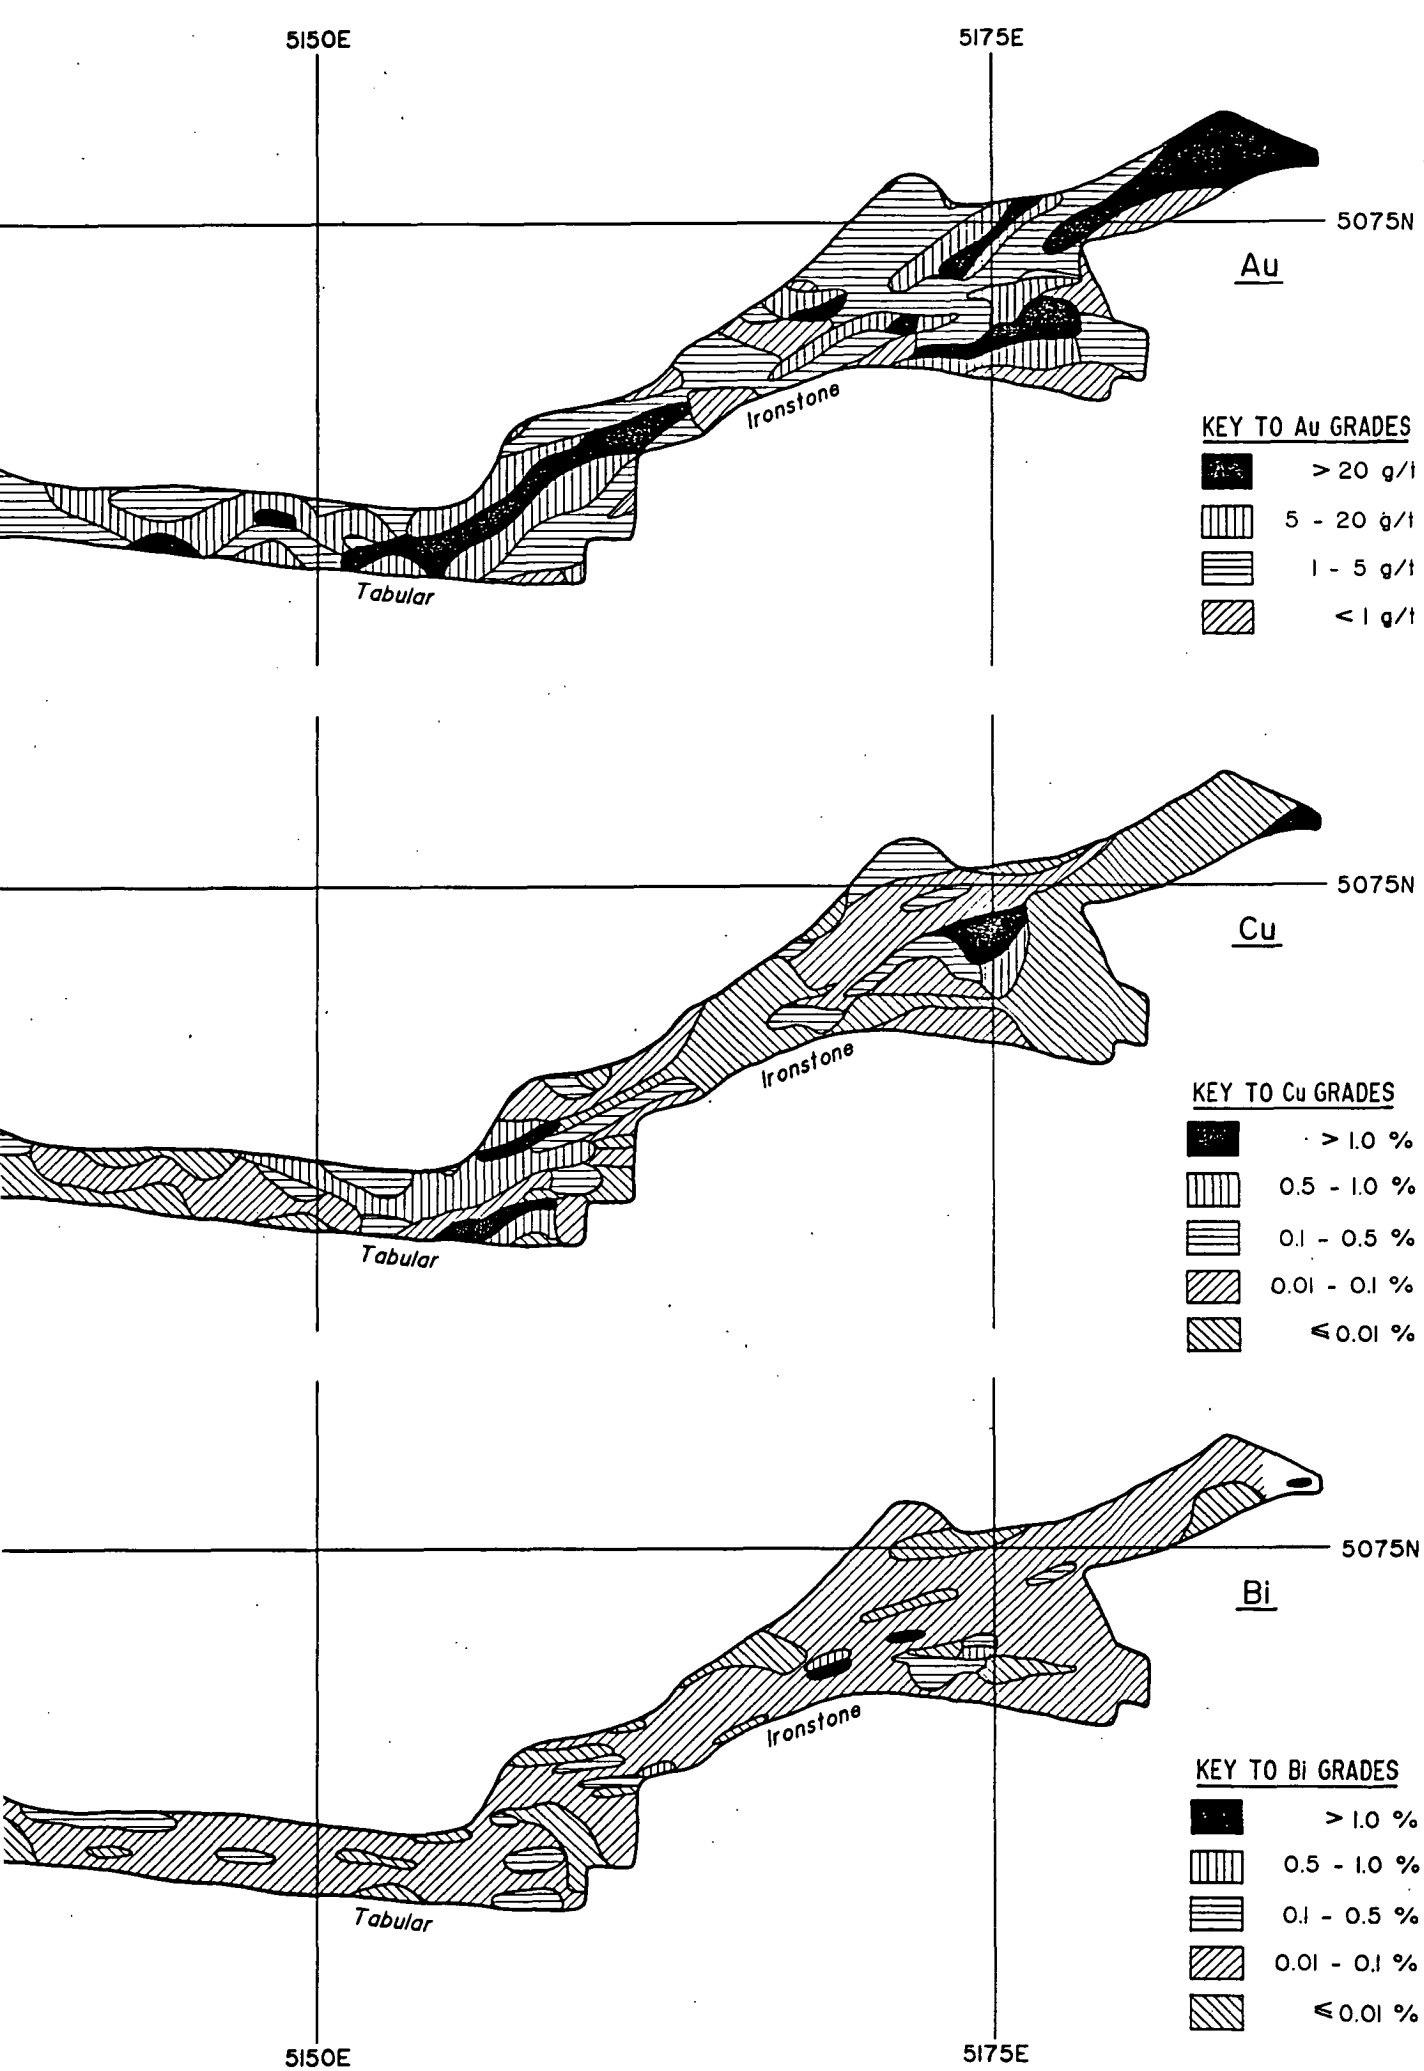 5150E
5175E
5075N
Au
Ironstone
KEY TO Au GRADES
> 20 g/t
5 - 20 g/t
1 - 5 g/t
< 1 g/t
Tabular
5075N
Cu
Ironstone
KEY TO Cu GRADES
> 1.0 %
0.5 - 1.0 %
0.1 - 0.5 %
0.01 - 0.1 %
≤ 0.01 %
Tabular
5075N
Bi
Ironstone
KEY TO Bi GRADES
> 1.0 %
0.5 - 1.0 %
0.1 - 0.5 %
0.01 - 0.1 %
≤ 0.01 %
Tabular
5150E
5175E